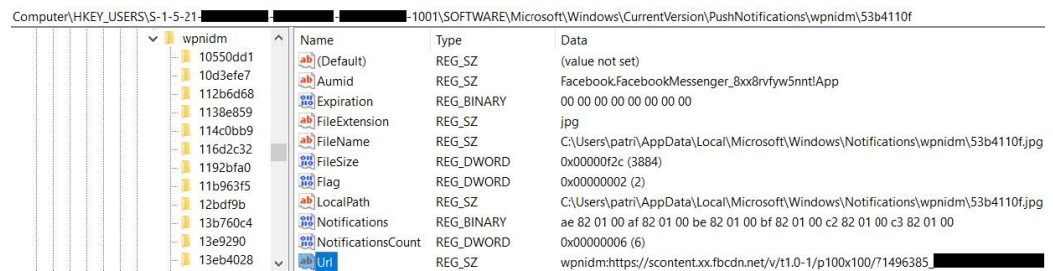 Computer\HKEY_USERS\S-1-5-21- - - -1001\SOFTWARE\Microsoft\Windows\CurrentVersion\PushNotifications\wpnidm\53b4110f
wpnidm
10550dd1
10d3efe7
112b6d68
1138e859
114c0bb9
116d2c32
1192bfa0
11b963f5
12bdf9b
13b760c4
13e9290
13eb4028
Name Type Data
(Default) REG_SZ (value not set)
Aumid REG_SZ Facebook.FacebookMessenger_8xx8rvfyw5nnt!App
Expiration REG_BINARY 00 00 00 00 00 00 00 00
FileExtension REG_SZ jpg
FileName REG_SZ C:\Users\patri\AppData\Local\Microsoft\Windows\Notifications\wpnidm\53b4110f.jpg
FileSize REG_DWORD 0x00000f2c (3884)
Flag REG_DWORD 0x00000002 (2)
LocalPath REG_SZ C:\Users\patri\AppData\Local\Microsoft\Windows\Notifications\wpnidm\53b4110f.jpg
Notifications REG_BINARY ae 82 01 00 af 82 01 00 be 82 01 00 bf 82 01 00 c2 82 01 00 c3 82 01 00
NotificationsCount REG_DWORD 0x00000006 (6)
Url REG_SZ wpnidm:https://scontent.xx.fbcdn.net/v/t1.0-1/p100x100/71496385_